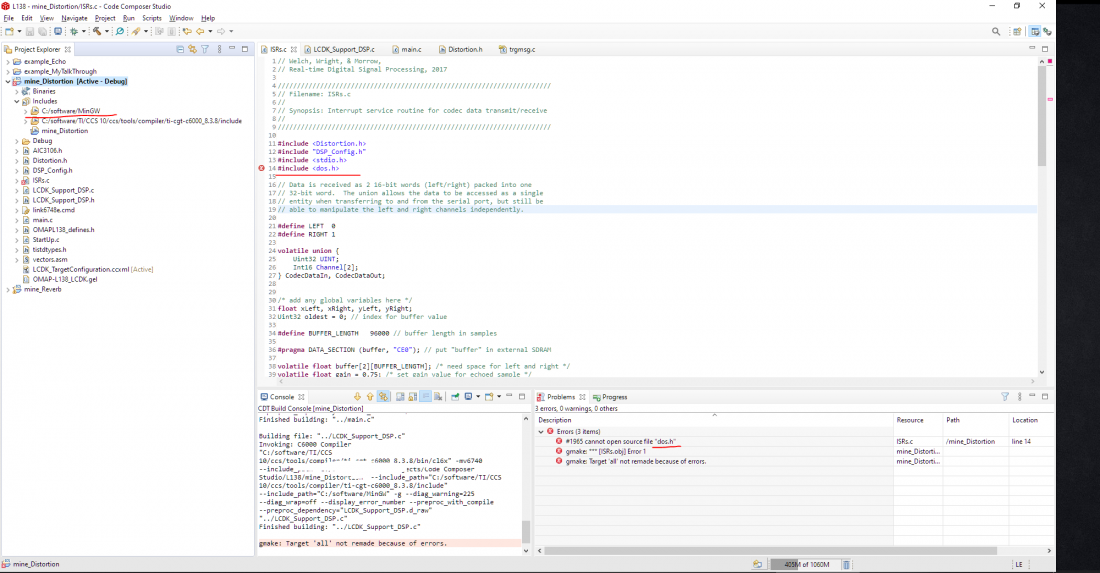 L138 - mine_Distortion/ISRs.c - Code Composer Studio
File Edit View Navigate Project Run Scripts Window Help
Project Explorer
example_Echo
example_MyTalkThrough
mine_Distortion [Active - Debug]
Binaries
Includes
C:/software/MinGW
C:/software/TI/CCS 10/ccs/tools/compiler/ti-cgt-c6000_8.3.8/include
mine_Distortion
Debug
AIC3106.h
Distortion.h
DSP_Config.h
ISRs.c
LCDK_Support_DSP.c
LCDK_Support_DSP.h
link6748e.cmd
main.c
OMAPL138_defines.h
StartUp.c
tistdtypes.h
vectors.asm
LCDK_TargetConfiguration.ccxml [Active]
OMAP-L138_LCDK.gel
mine_Reverb
ISRs.c LCDK_Support_DSP.c main.c Distortion.h trgmsg.c
1 // Welch, Wright, & Morrow,
2 // Real-time Digital Signal Processing, 2017
3
4 ///////////////////////////////////////////////////////////////////
5 // Filename: ISRs.c
6 //
7 // Synopsis: Interrupt service routine for codec data transmit/receive
8 //
9 ///////////////////////////////////////////////////////////////////
10
11 #include <Distortion.h>
12 #include "DSP_Config.h"
13 #include <stdio.h>
14 #include <dos.h>
15
16 // Data is received as 2 16-bit words (left/right) packed into one
17 // 32-bit word. The union allows the data to be accessed as a single
18 // entity when transferring to and from the serial port, but still be
19 // able to manipulate the left and right channels independently.
20
21 #define LEFT 0
22 #define RIGHT 1
23
24 volatile union {
25 Uint32 UINT;
26 Int16 Channel[2];
27 } CodecDataIn, CodecDataOut;
28
29
30 /* add any global variables here */
31 float xLeft, xRight, yLeft, yRight;
32 Uint32 oldest = 0; // index for buffer value
33
34 #define BUFFER_LENGTH 96000 // buffer length in samples
35
36 #pragma DATA_SECTION (buffer, "CE0"); // put "buffer" in external SDRAM
37
38 volatile float buffer[2][BUFFER_LENGTH]; /* need space for left and right */
39 volatile float gain = 0.75; /* set gain value for echoed sample */
Console
CDT Build Console [mine_Distortion]
Finished building: "../main.c"
Building file: "../LCDK_Support_DSP.c"
Invoking: C6000 Compiler
"C:/software/TI/CCS
c6000_8.3.8/bin/cl6x" -mv6740
ects/Code Composer
--include_path="C:/software/TI/CCS
10/ccs/tools/compiler/ti-cgt-c6000_8.3.8/include"
--include_path="C:/software/MinGW" -g --diag_warning=225
--diag_wrap=off --display_error_number --preproc_with_compile
--preproc_dependency="LCDK_Support_DSP.d_raw"
"../LCDK_Support_DSP.c"
Finished building: "../LCDK_Support_DSP.c"
gmake: Target 'all' not remade because of errors.
Problems Progress
3 errors, 0 warnings, 0 others
Description Resource Path Location
Errors (3 items)
#1965 cannot open source file "dos.h" ISRs.c /mine_Distortion line 14
gmake: *** [ISRs.obj] Error 1 mine_Distorti...
gmake: Target 'all' not remade because of errors. mine_Distorti...
mine_Distortion
405M of 1060M
LE